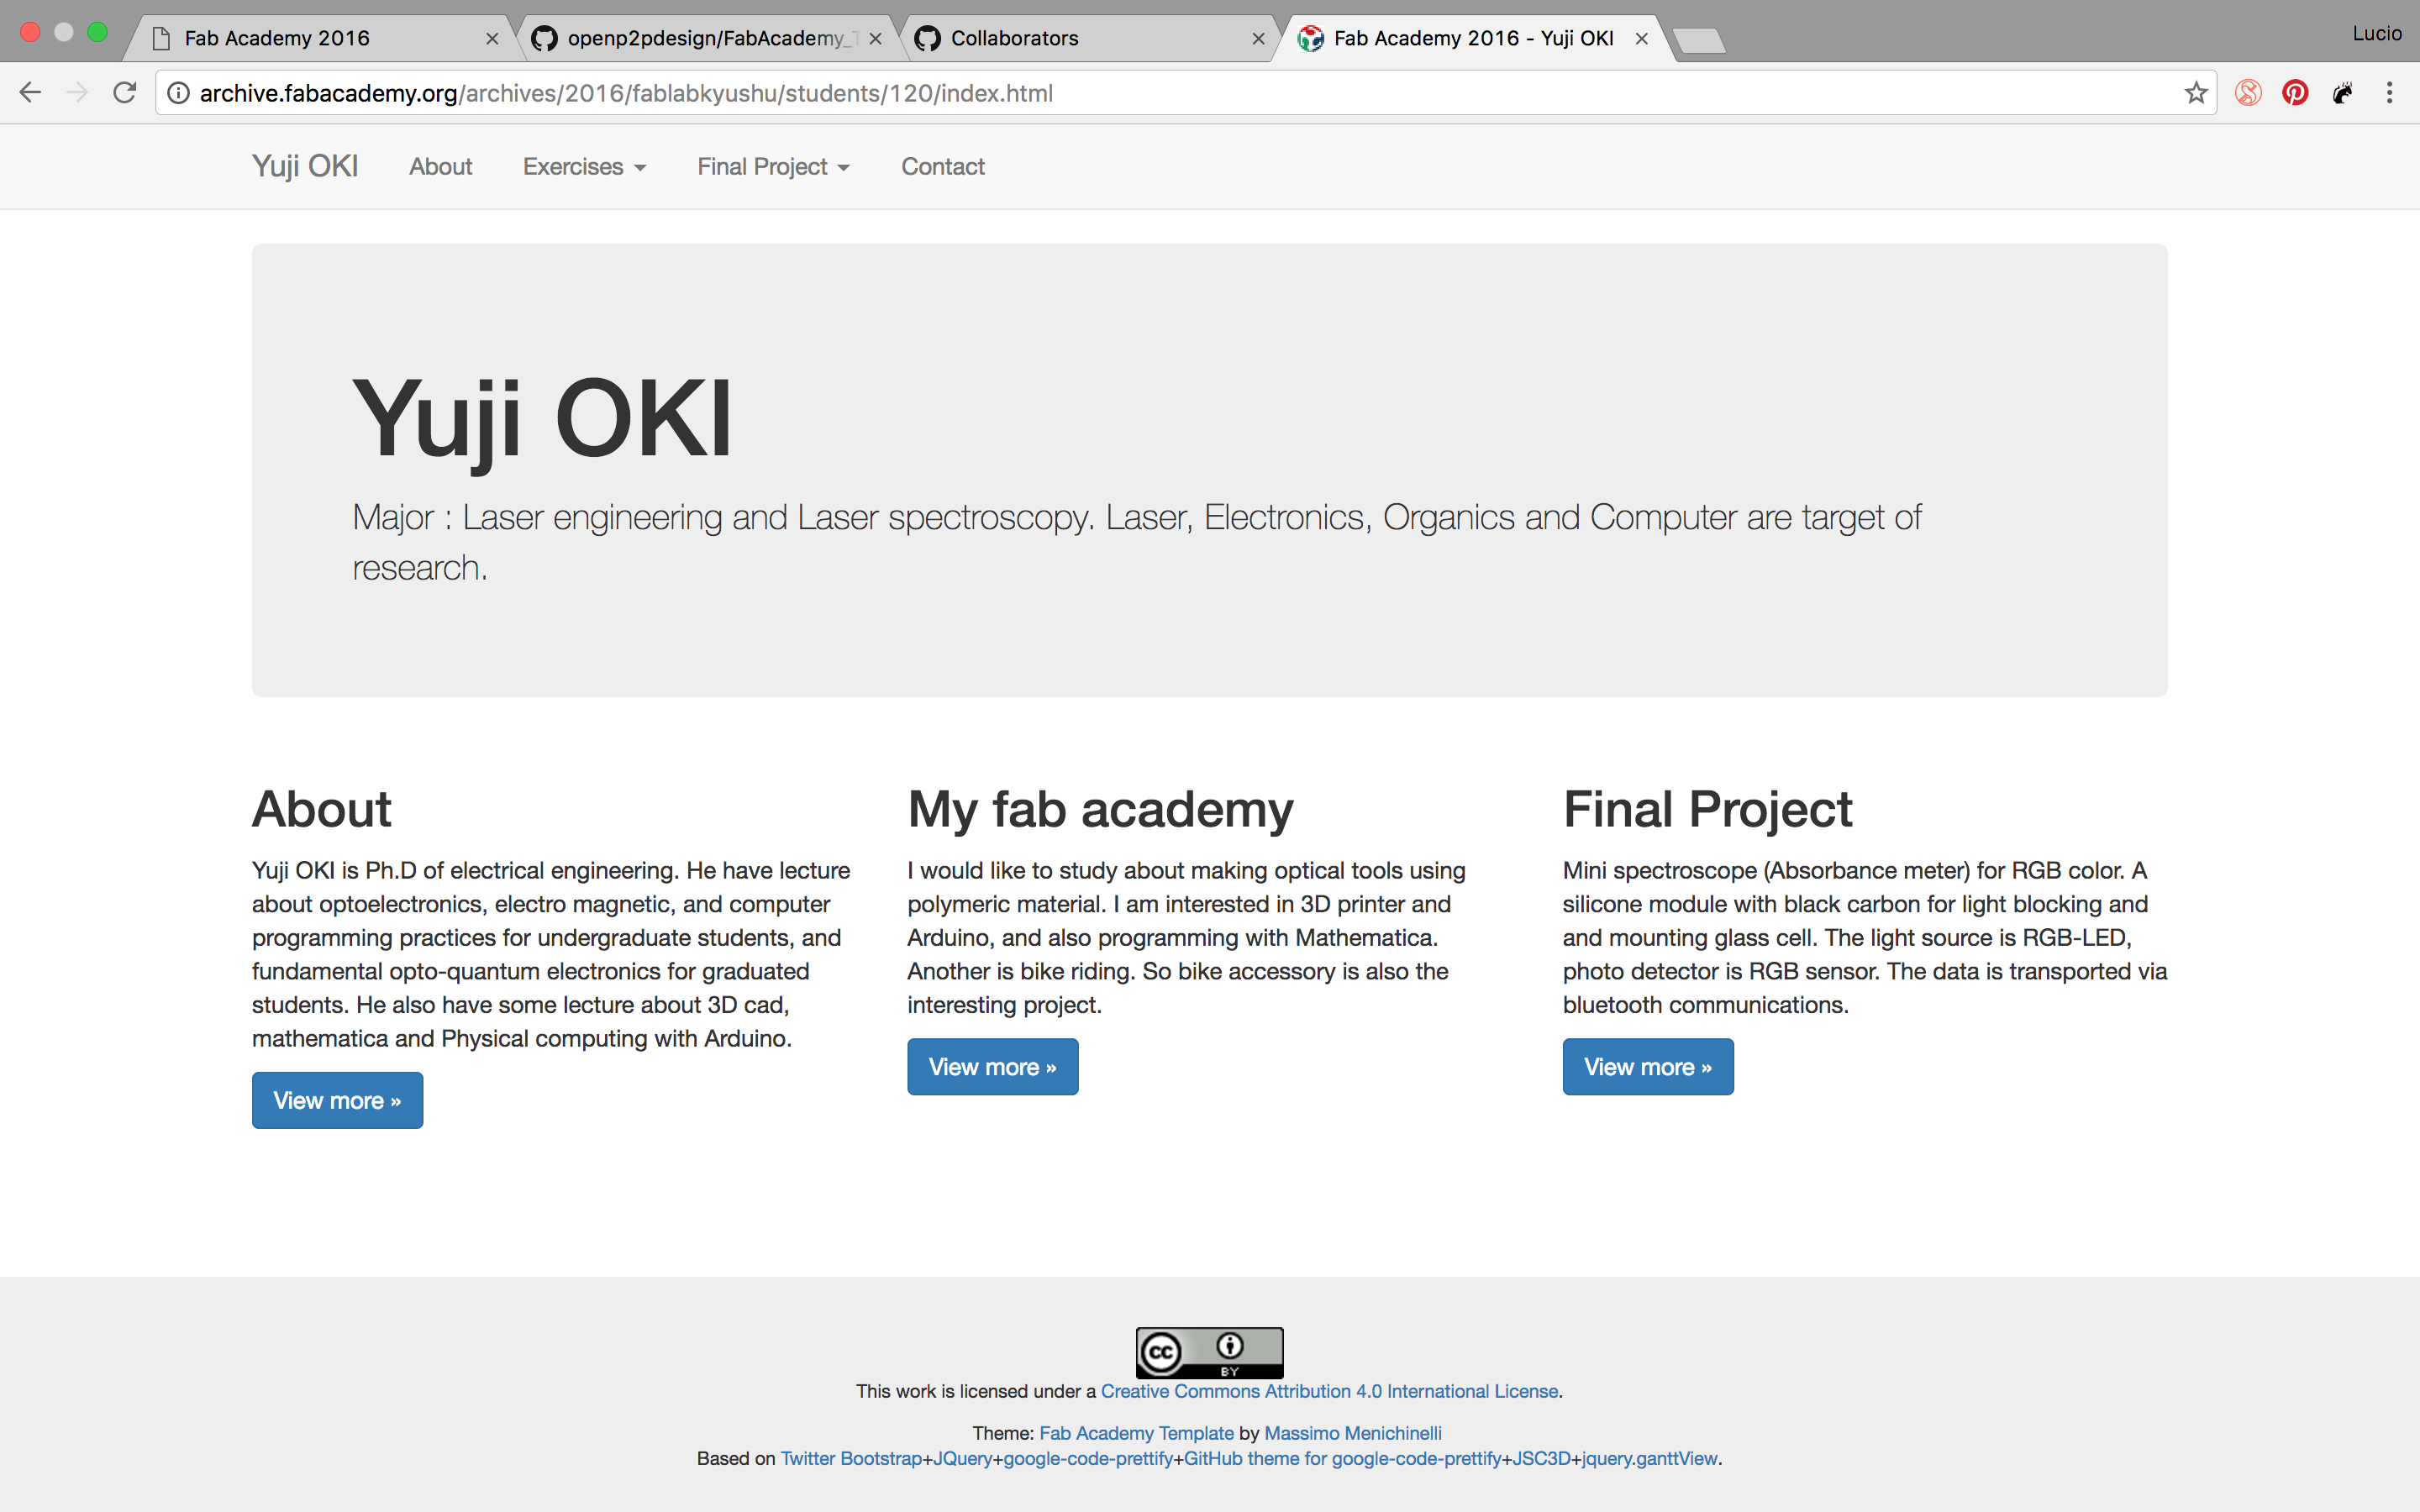 Fab Academy 2016
openp2pdesign/FabAcademy_
Collaborators
Fab Academy 2016 - Yuji OKI
Lucio
archive.fabacademy.org/archives/2016/fablabkyushu/students/120/index.html
Yuji OKI About Exercises Final Project Contact
Yuji OKI
Major : Laser engineering and Laser spectroscopy. Laser, Electronics, Organics and Computer are target of
research.
About
Yuji OKI is Ph.D of electrical engineering. He have lecture
about optoelectronics, electro magnetic, and computer
programming practices for undergraduate students, and
fundamental opto-quantum electronics for graduated
students. He also have some lecture about 3D cad,
mathematica and Physical computing with Arduino.
View more »
My fab academy
I would like to study about making optical tools using
polymeric material. I am interested in 3D printer and
Arduino, and also programming with Mathematica.
Another is bike riding. So bike accessory is also the
interesting project.
View more »
Final Project
Mini spectroscope (Absorbance meter) for RGB color. A
silicone module with black carbon for light blocking and
and mounting glass cell. The light source is RGB-LED,
photo detector is RGB sensor. The data is transported via
bluetooth communications.
View more »
cc
BY
This work is licensed under a Creative Commons Attribution 4.0 International License.
Theme: Fab Academy Template by Massimo Menichinelli
Based on Twitter Bootstrap+JQuery+google-code-prettify+GitHub theme for google-code-prettify+JSC3D+jquery.ganttView.